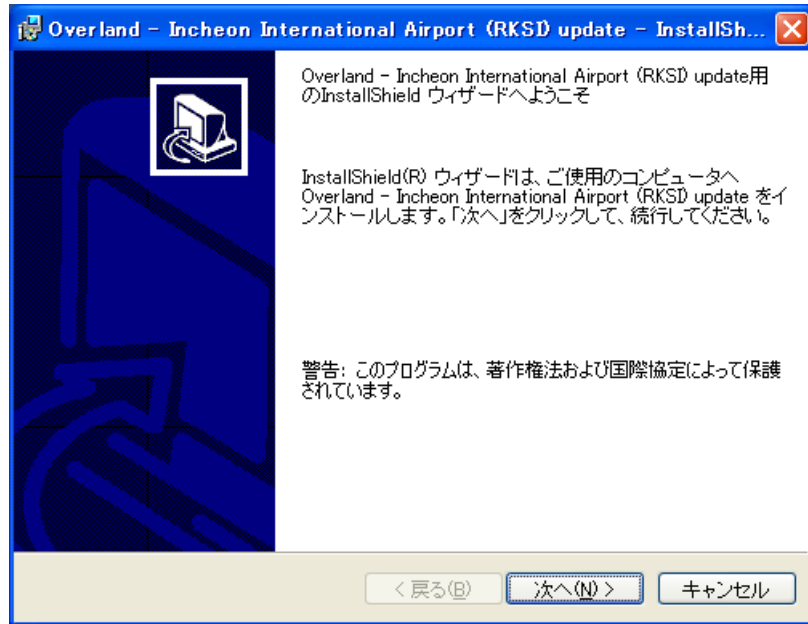 Overland - Incheon International Airport (RKSI) update - InstallSh...
Overland - Incheon International Airport (RKSI) update用
のInstallShield ウィザードへようこそ
InstallShield(R) ウィザードは、ご使用のコンピュータへ
Overland - Incheon International Airport (RKSI) update をイ
ンストールします。「次へ」をクリックして、続行してください。
警告: このプログラムは、著作権法および国際協定によって保護
されています。
< 戻る(B) 次へ(N) > キャンセル